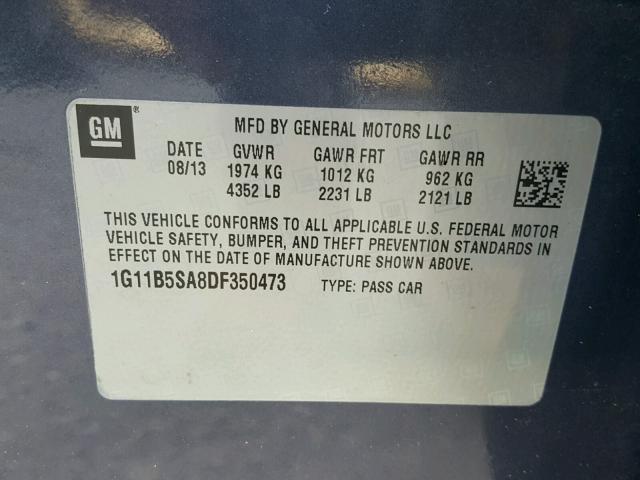 GM ®
MFD BY GENERAL MOTORS LLC
DATE GVWR GAWR FRT GAWR RR
08/13 1974 KG 1012 KG 962 KG
4352 LB 2231 LB 2121 LB
THIS VEHICLE CONFORMS TO ALL APPLICABLE U.S. FEDERAL MOTOR
VEHICLE SAFETY, BUMPER, AND THEFT PREVENTION STANDARDS IN
EFFECT ON THE DATE OF MANUFACTURE SHOWN ABOVE.
1G11B5SA8DF350473 TYPE: PASS CAR